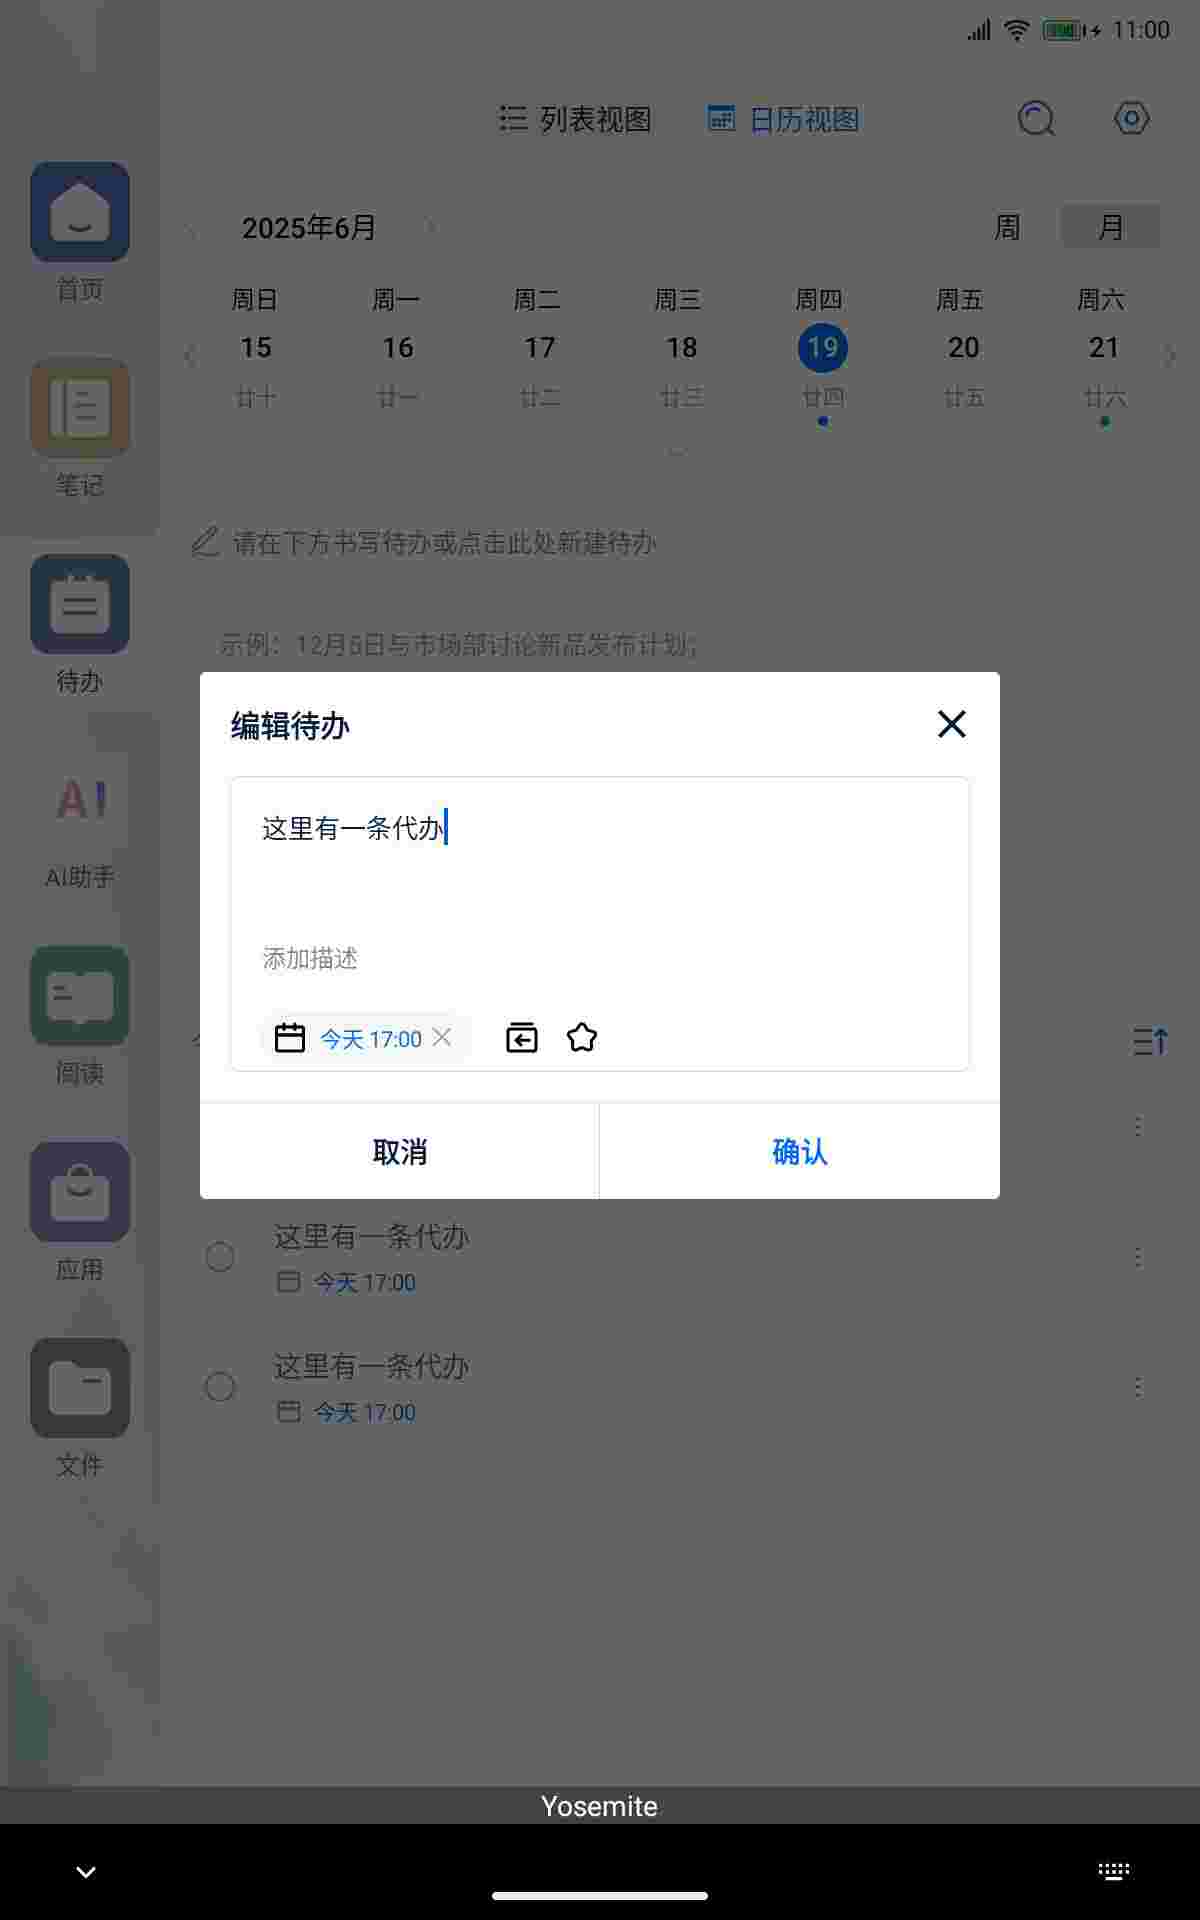 11:00
列表视图 日历视图
2025年6月 周 月
周日 周一 周二 周三 周四 周五 周六
15 16 17 18 19 20 21
廿十 廿一 廿二 廿三 廿四 廿五 廿六
请在下方书写待办或点击此处新建待办
示例：12月6日与市场部讨论新品发布计划；
首页
笔记
待办
AI
AI助手
阅读
应用
文件
编辑待办
这里有一条代办
添加描述
今天 17:00
取消 确认
这里有一条代办
今天 17:00
这里有一条代办
今天 17:00
Yosemite